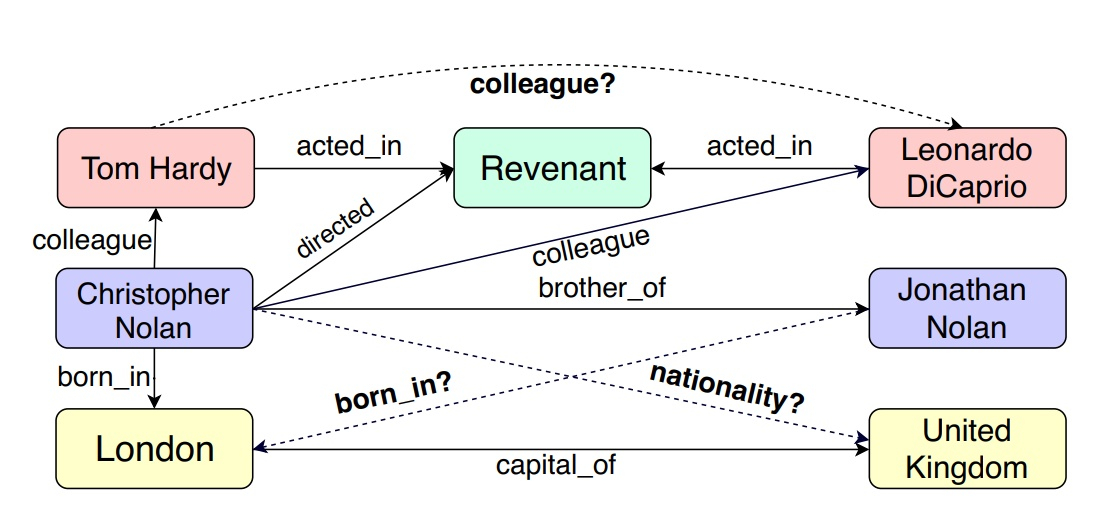 colleague?
Tom Hardy
acted_in
Revenant
acted_in
Leonardo
DiCaprio
directed
colleague
colleague
Christopher
Nolan
brother_of
Jonathan
Nolan
born_in
born_in?
nationality?
London
capital_of
United
Kingdom